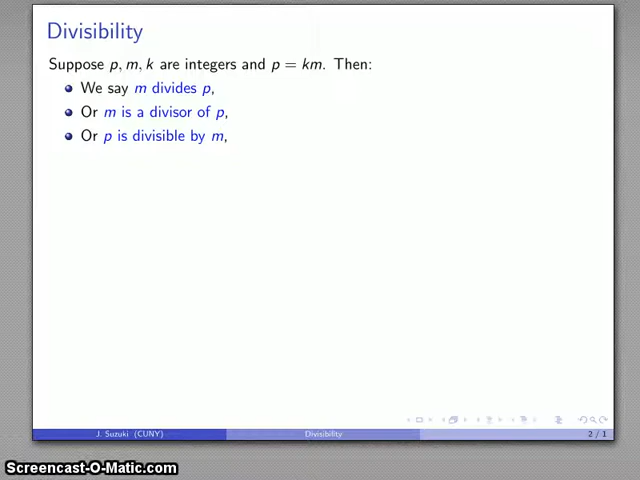 Divisibility
Suppose p, m, k are integers and p = km. Then:
We say m divides p,
Or m is a divisor of p,
Or p is divisible by m,
J. Suzuki (CUNY) Divisibility 2 / 1
Screencast-O-Matic.com